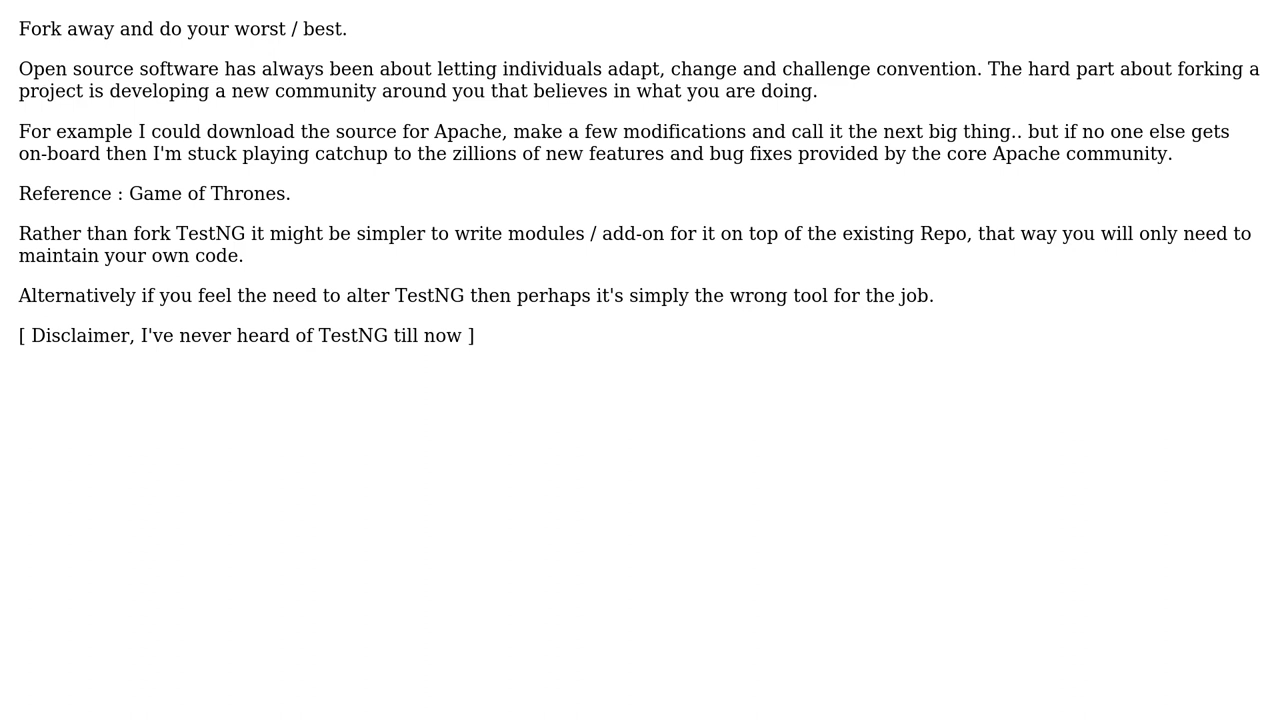 Fork away and do your worst / best.
Open source software has always been about letting individuals adapt, change and challenge convention. The hard part about forking a
project is developing a new community around you that believes in what you are doing.
For example I could download the source for Apache, make a few modifications and call it the next big thing.. but if no one else gets
on-board then I'm stuck playing catchup to the zillions of new features and bug fixes provided by the core Apache community.
Reference : Game of Thrones.
Rather than fork TestNG it might be simpler to write modules / add-on for it on top of the existing Repo, that way you will only need to
maintain your own code.
Alternatively if you feel the need to alter TestNG then perhaps it's simply the wrong tool for the job.
[ Disclaimer, I've never heard of TestNG till now ]